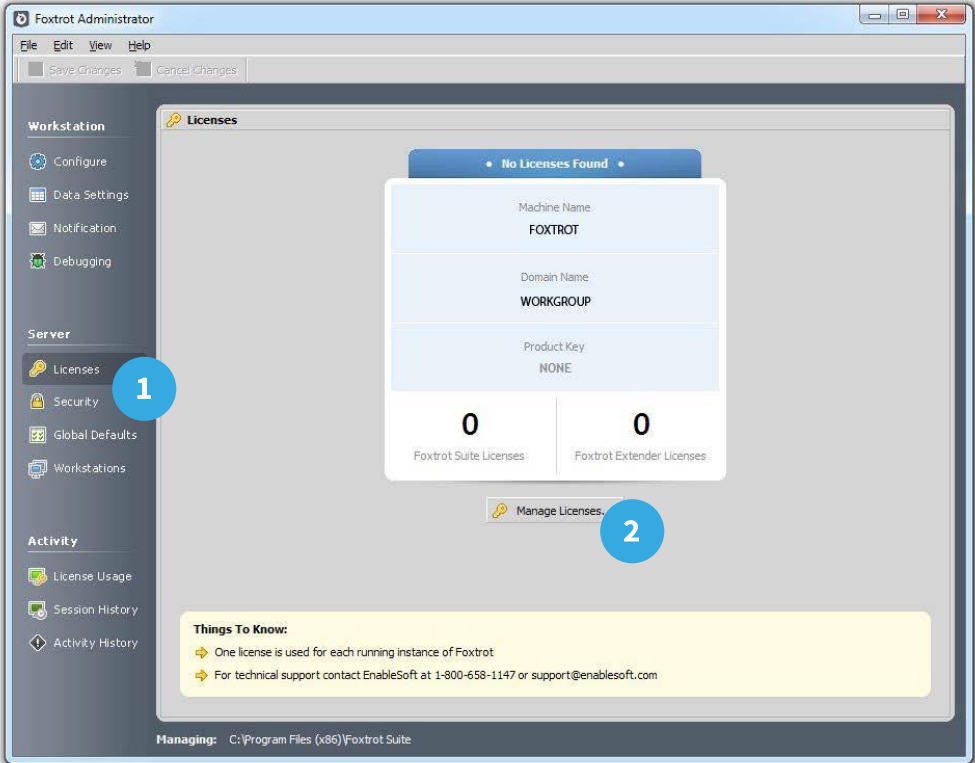 Foxtrot Administrator
File Edit View Help
Save Changes Cancel Changes
Workstation
Configure
Data Settings
Notification
Debugging
Server
Licenses
1
Security
Global Defaults
Workstations
Activity
License Usage
Session History
Activity History
Licenses
• No Licenses Found •
Machine Name
FOXTROT
Domain Name
WORKGROUP
Product Key
NONE
0
Foxtrot Suite Licenses
0
Foxtrot Extender Licenses
Manage Licenses.
2
Things To Know:
One license is used for each running instance of Foxtrot
For technical support contact EnableSoft at 1-800-658-1147 or support@enablesoft.com
Managing: C:\Program Files (x86)\Foxtrot Suite